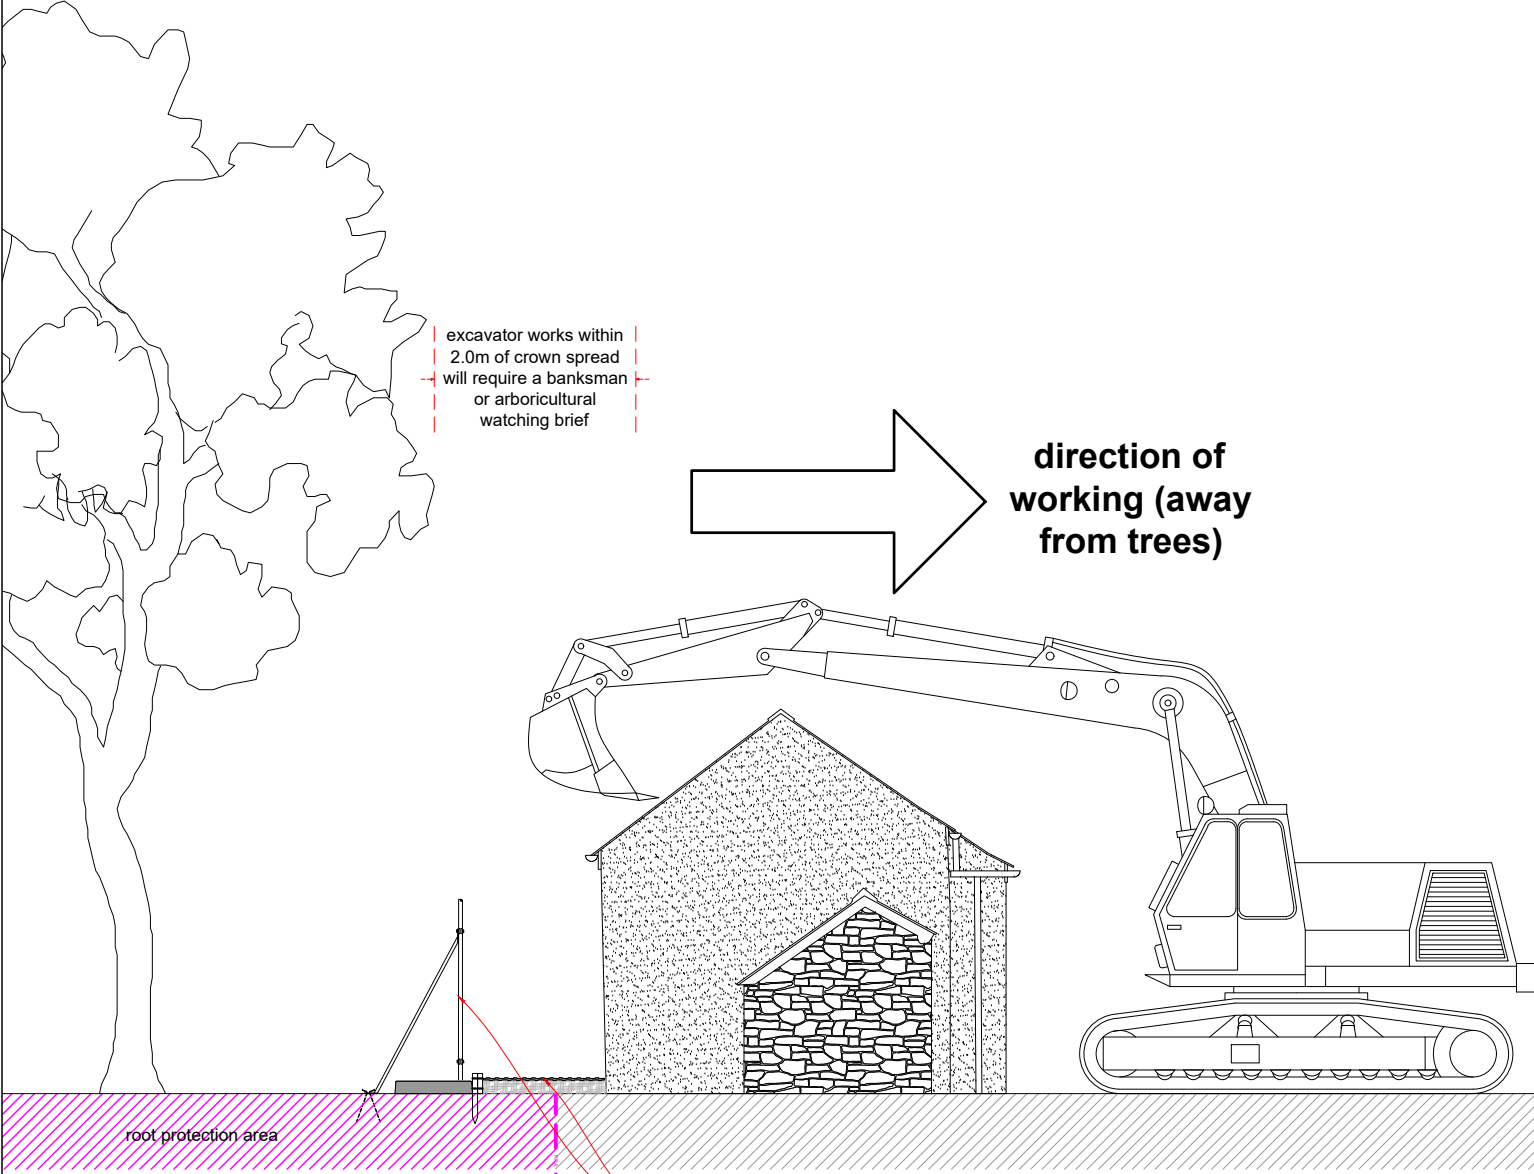 excavator works within
2.0m of crown spread
will require a banksman
or arboricultural
watching brief
direction of
working (away
from trees)
root protection area